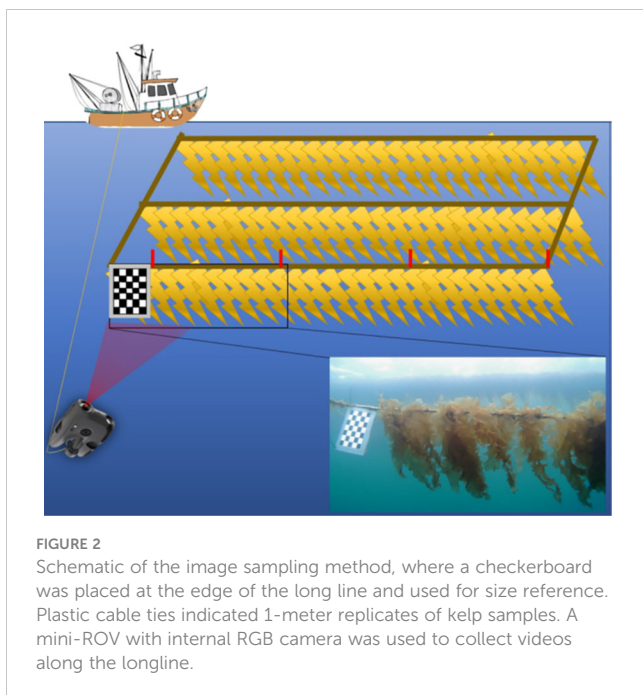 FIGURE 2
Schematic of the image sampling method, where a checkerboard
was placed at the edge of the long line and used for size reference.
Plastic cable ties indicated 1-meter replicates of kelp samples. A
mini-ROV with internal RGB camera was used to collect videos
along the longline.